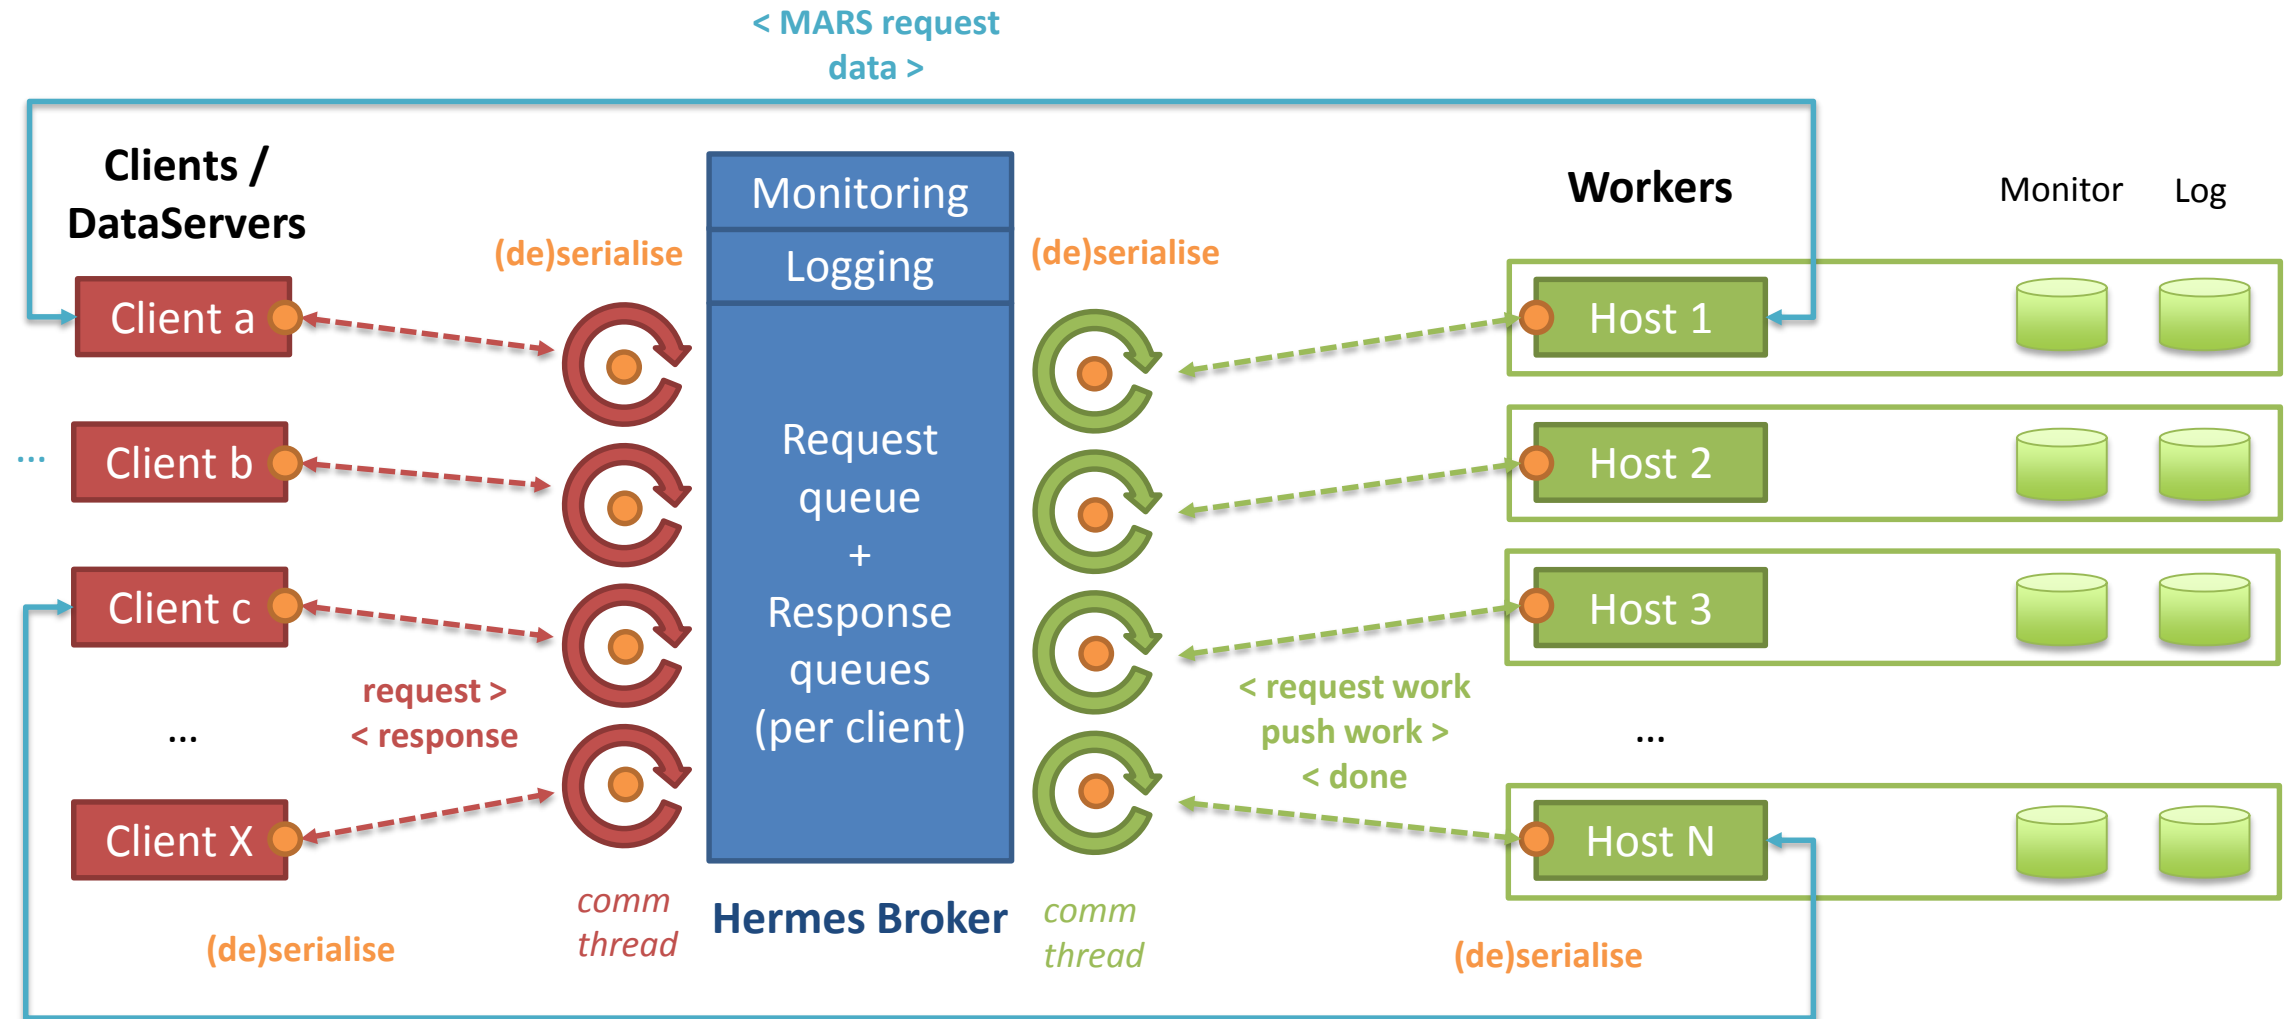 < MARS request
data >
Clients /
DataServers
(de)serialise
Monitoring
Logging
(de)serialise
Workers
Monitor
Log
Client a
Host 1
...
Client b
Host 2
Client c
Host 3
Request
queue
+
Response
queues
(per client)
request >
< response
< request work
push work >
< done
...
...
Client X
Host N
comm
thread
Hermes Broker
comm
thread
(de)serialise
(de)serialise